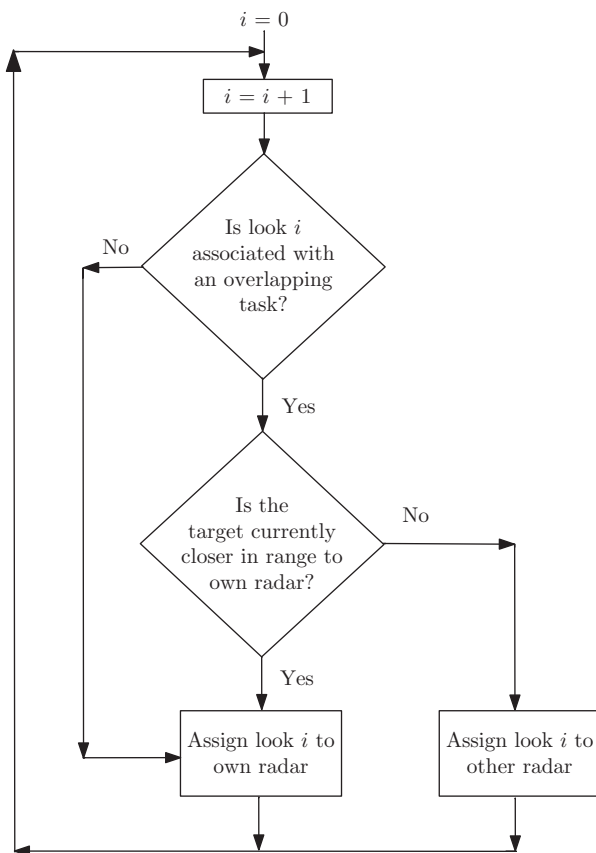 i = 0
i = i + 1
Is look i
associated with
an overlapping
task?
No
Yes
Is the
target currently
closer in range to
own radar?
No
Yes
Assign look i to
own radar
Assign look i to
other radar